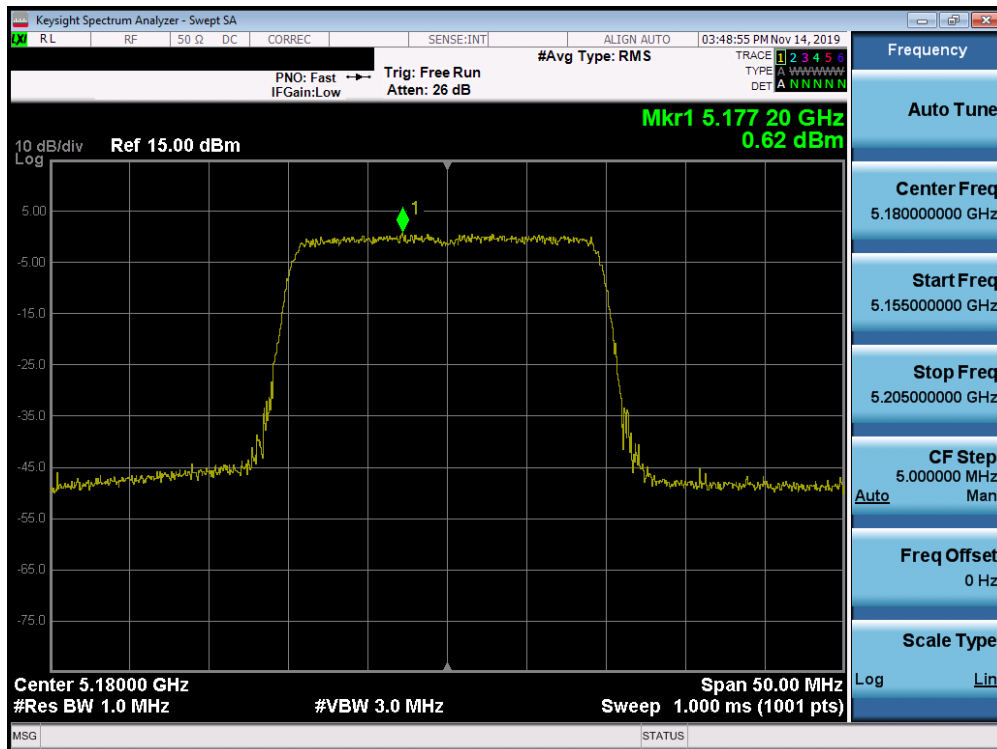 Keysight Spectrum Analyzer - Swept SA
LXI RL RF 50 Ω DC CORREC SENSE:INT ALIGN AUTO 03:48:55 PM Nov 14, 2019
#Avg Type: RMS
TRACE 1 2 3 4 5 6
PNO: Fast Trig: Free Run
TYPE A WWWWW
IFGain:Low Atten: 26 dB
DET A N N N N N
Mkr1 5.177 20 GHz
0.62 dBm
10 dB/div Ref 15.00 dBm
Log
1
5.00
-5.00
-15.0
-25.0
-35.0
-45.0
-55.0
-65.0
-75.0
Center 5.18000 GHz Span 50.00 MHz
#Res BW 1.0 MHz #VBW 3.0 MHz Sweep 1.000 ms (1001 pts)
MSG STATUS
Frequency
Auto Tune
Center Freq
5.180000000 GHz
Start Freq
5.155000000 GHz
Stop Freq
5.205000000 GHz
CF Step
5.000000 MHz
Auto Man
Freq Offset
0 Hz
Scale Type
Log Lin